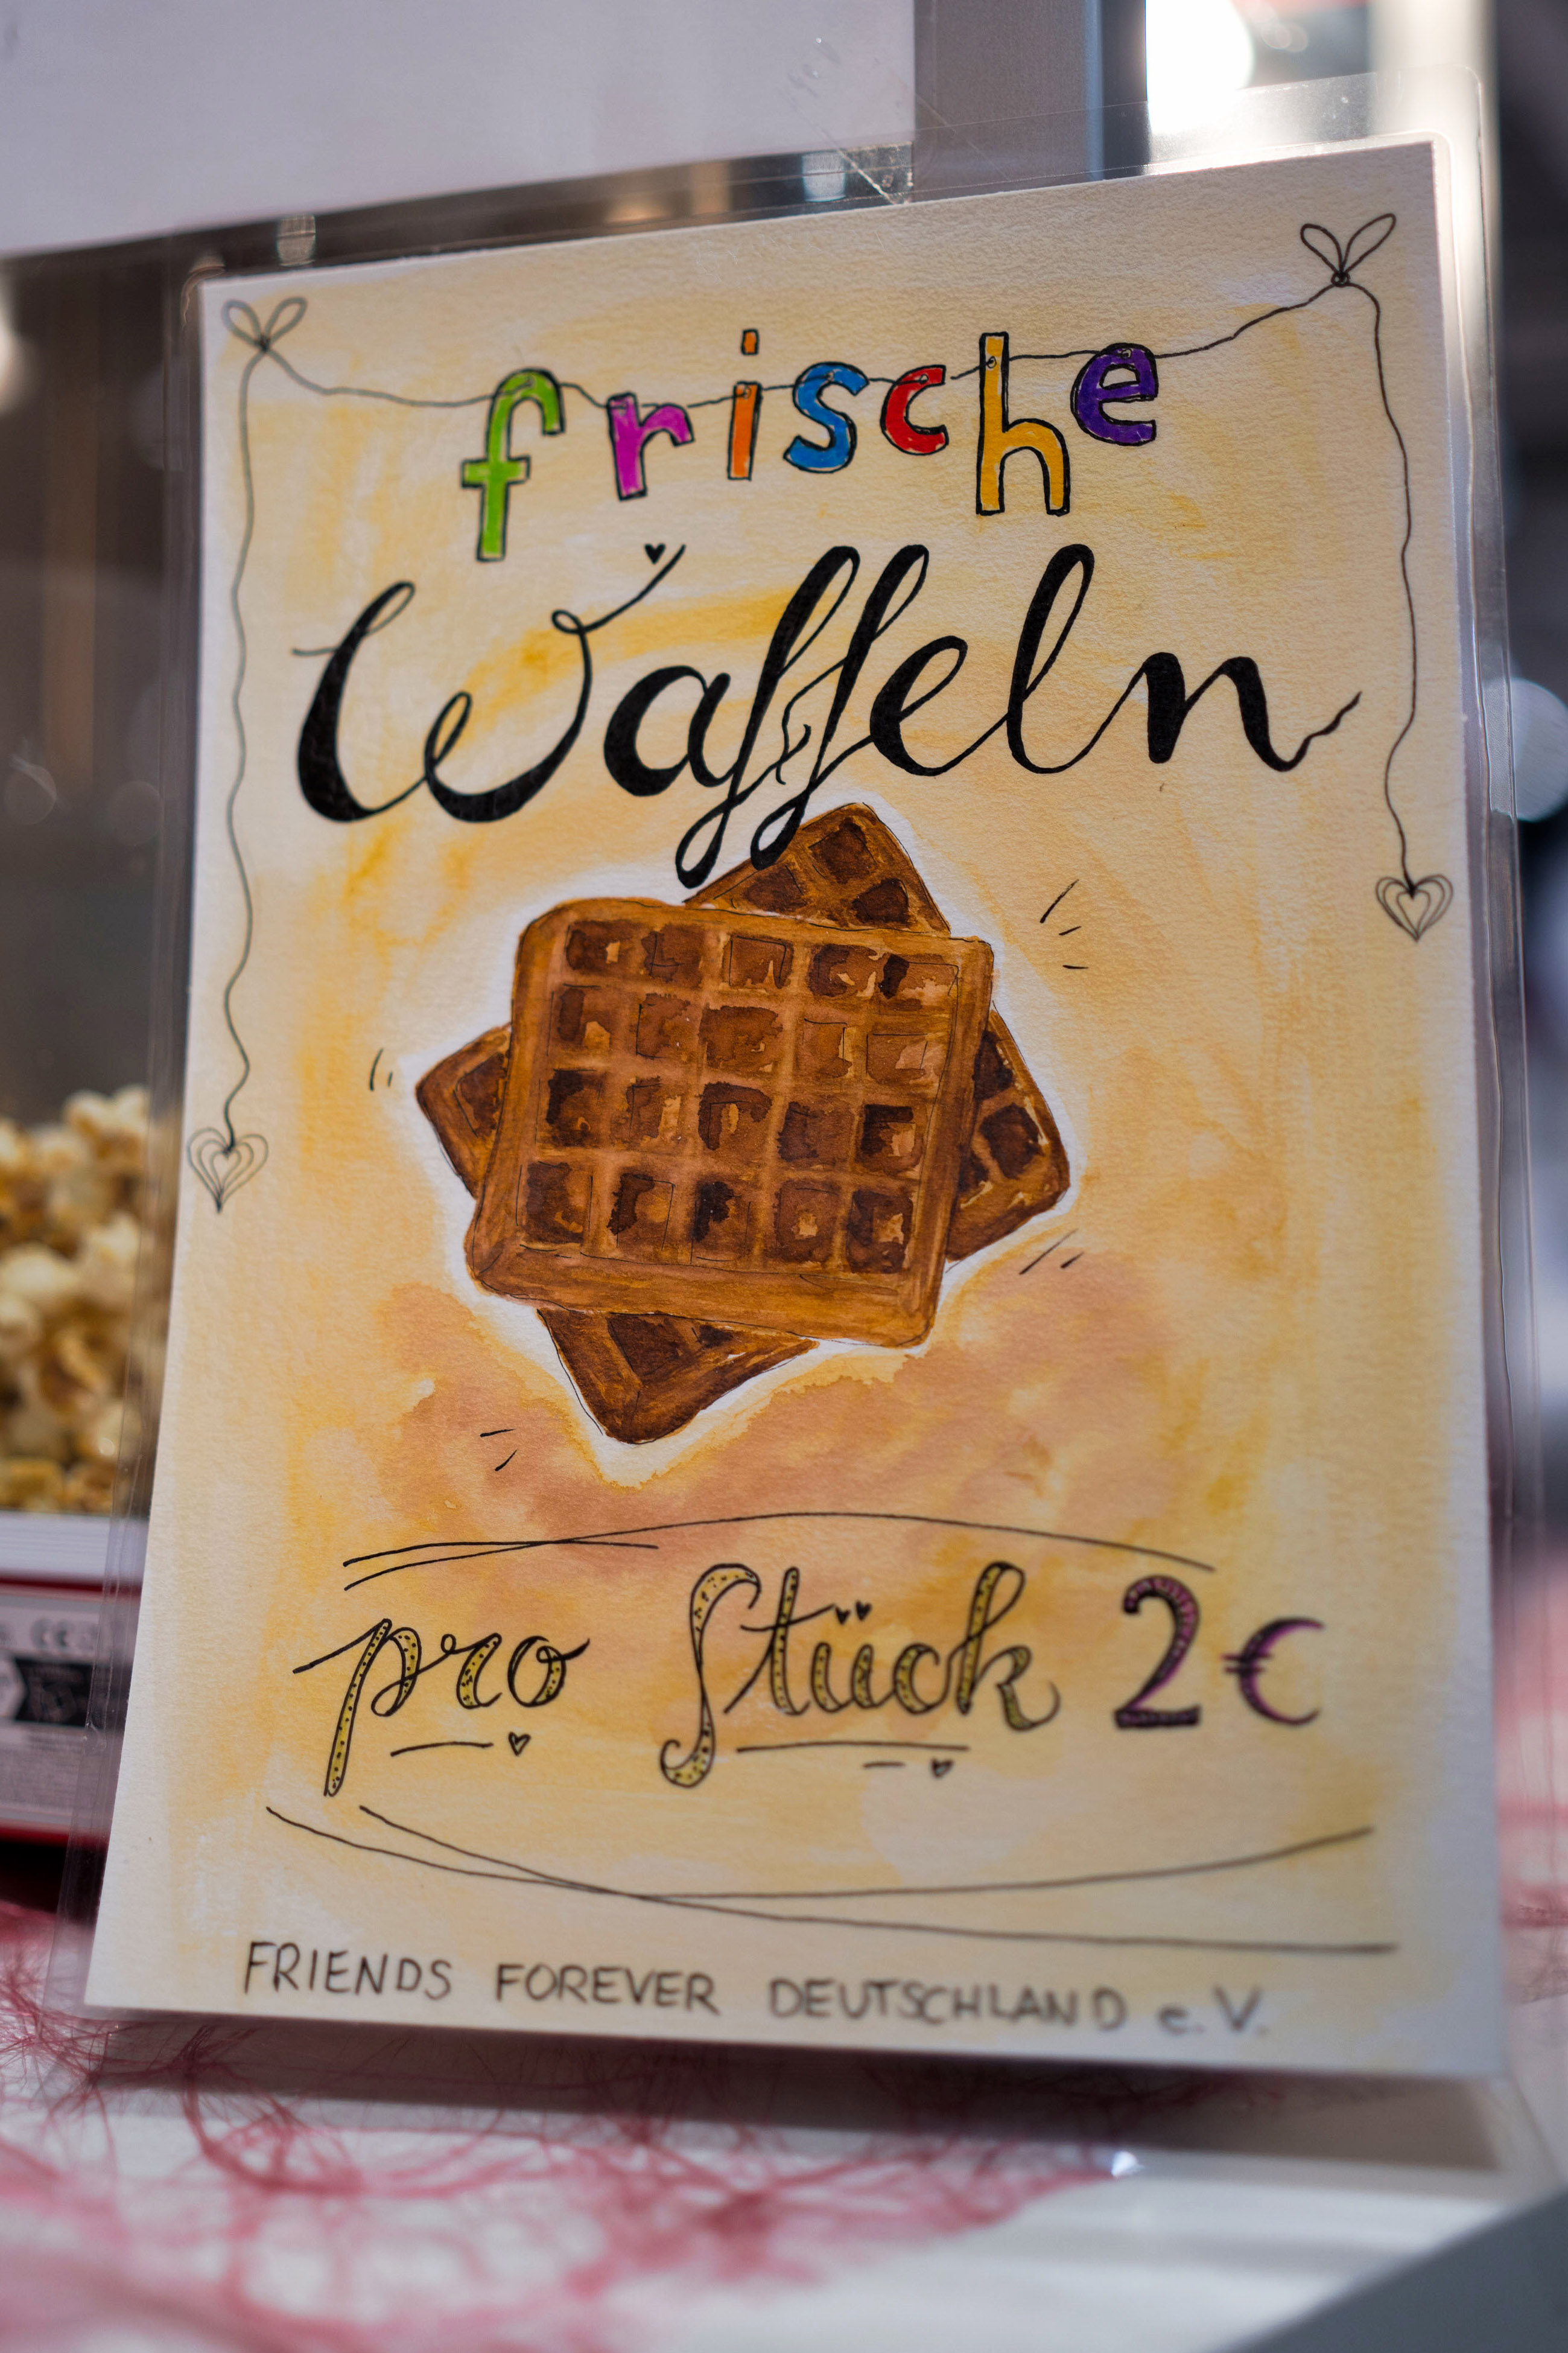 frische
Waffeln
pro Stück 2€
FRIENDS FOREVER DEUTSCHLAND e.V.